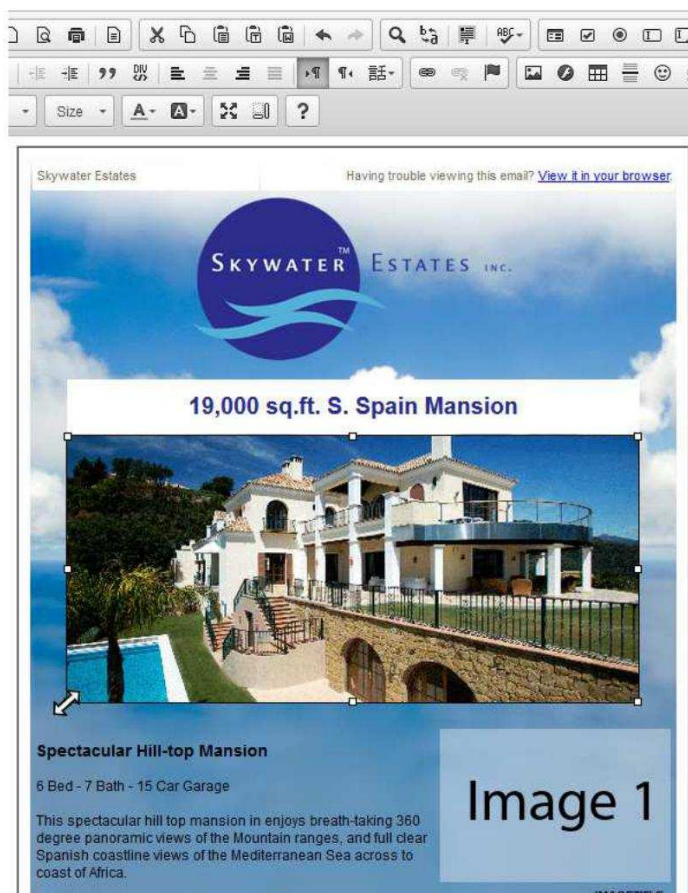 ABC
DIV
話
Size
A
A
?
Skywater Estates
Having trouble viewing this email? View it in your browser.
SKYWATER™ ESTATES INC.
19,000 sq.ft. S. Spain Mansion
Spectacular Hill-top Mansion
6 Bed - 7 Bath - 15 Car Garage
This spectacular hill top mansion in enjoys breath-taking 360
degree panoramic views of the Mountain ranges, and full clear
Spanish coastline views of the Mediterranean Sea across to
coast of Africa.
Image 1